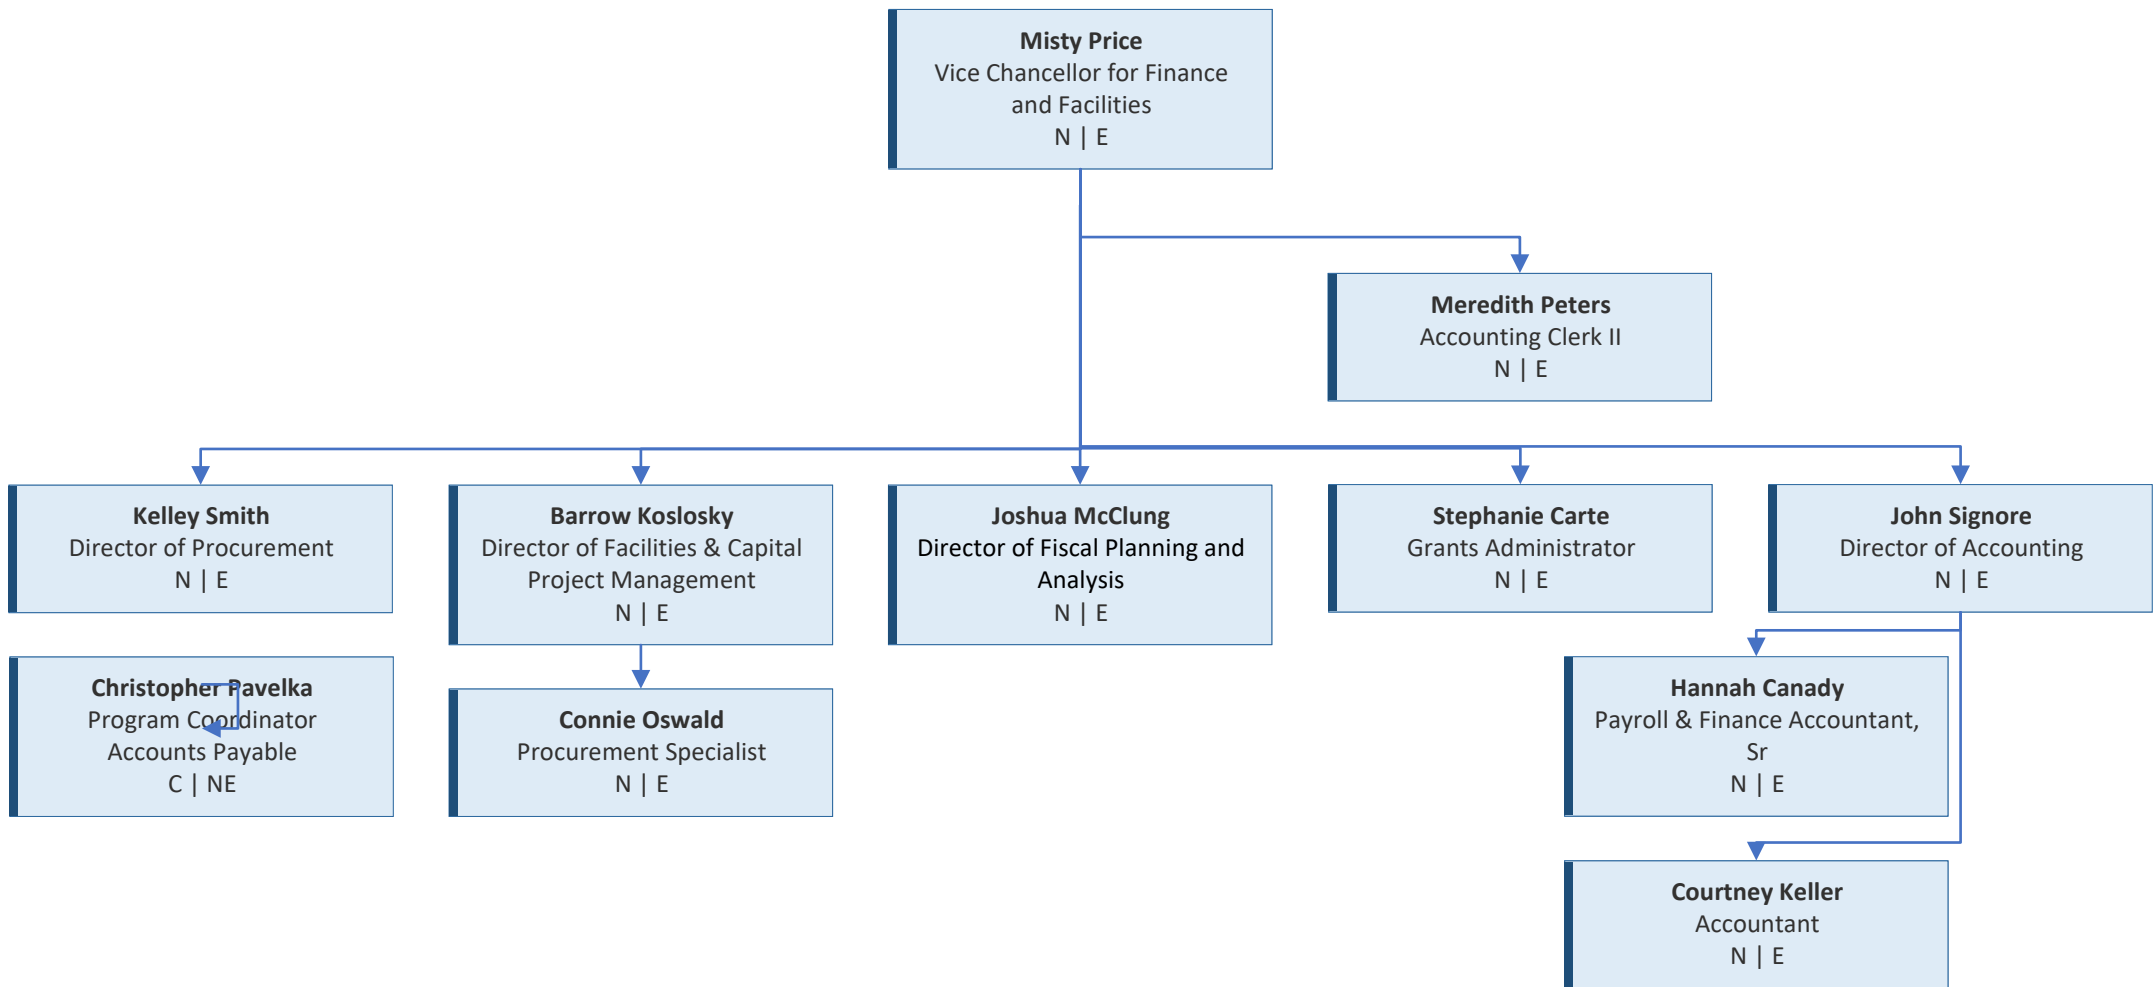 Misty Price
Vice Chancellor for Finance
and Facilities
N | E
Meredith Peters
Accounting Clerk II
N | E
Kelley Smith
Director of Procurement
N | E
Barrow Koslosky
Director of Facilities & Capital
Project Management
N | E
Joshua McClung
Director of Fiscal Planning and
Analysis
N | E
Stephanie Carte
Grants Administrator
N | E
John Signore
Director of Accounting
N | E
Christopher Pavelka
Program Coordinator
Accounts Payable
C | NE
Connie Oswald
Procurement Specialist
N | E
Hannah Canady
Payroll & Finance Accountant,
Sr
N | E
Courtney Keller
Accountant
N | E